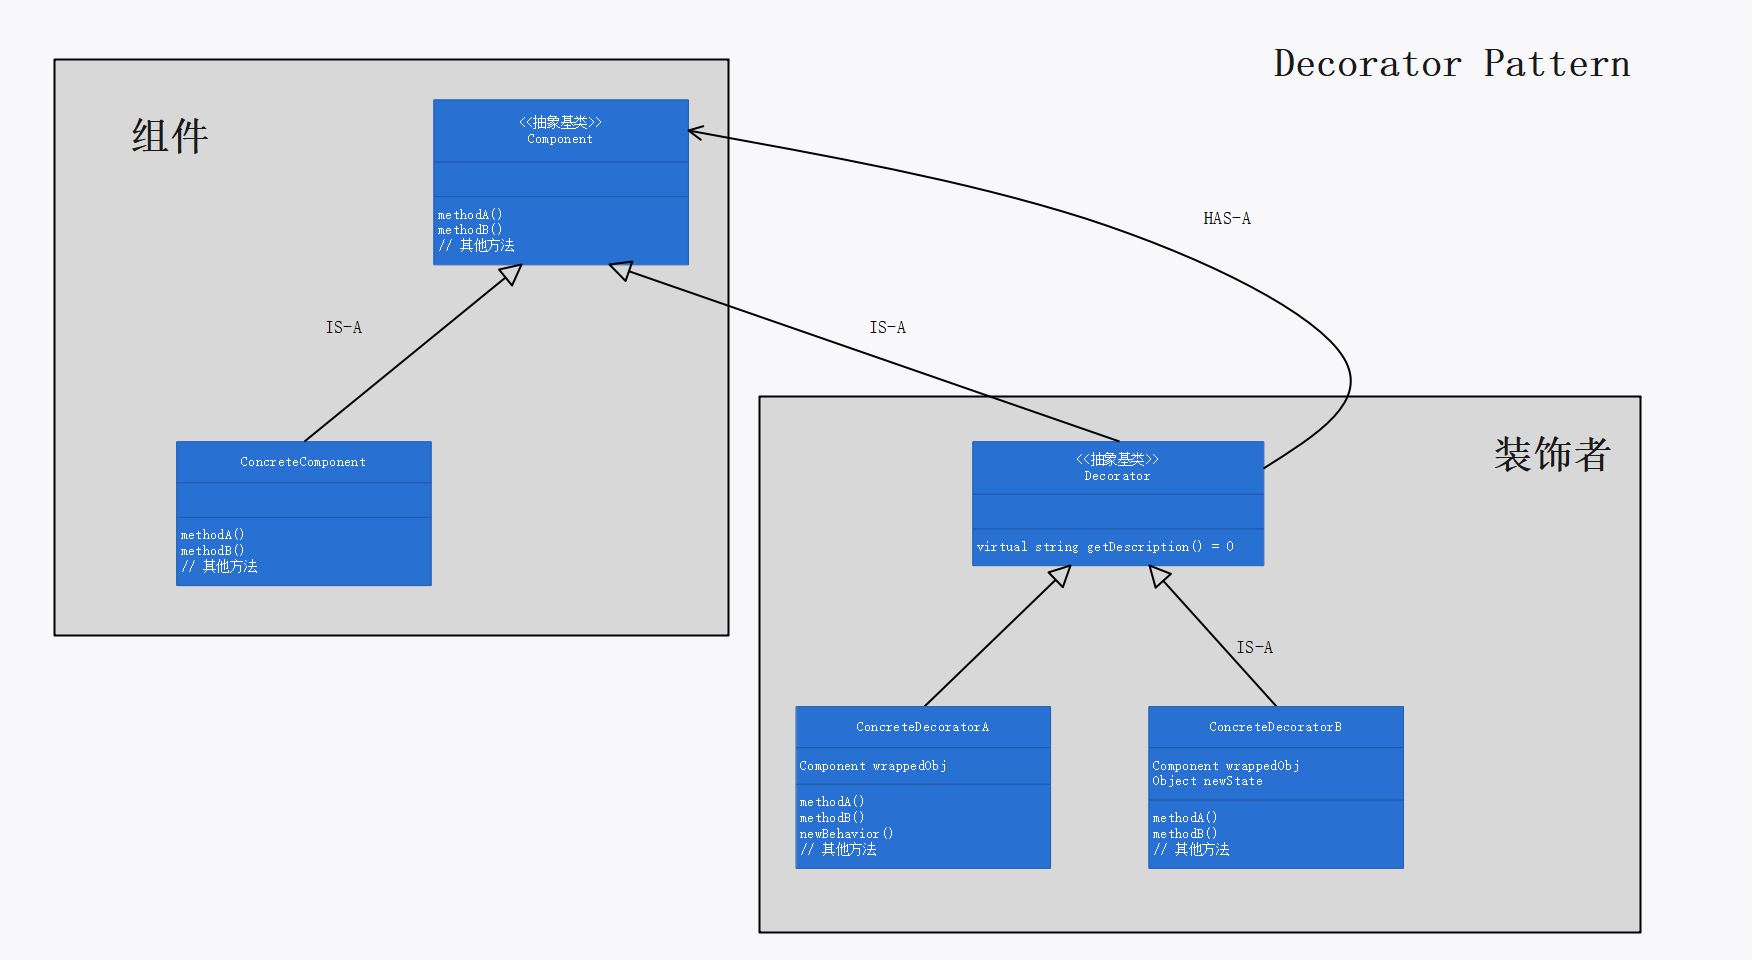 Decorator Pattern
组件
<<抽象基类>>
Component
methodA()
methodB()
// 其他方法
HAS-A
IS-A
IS-A
ConcreteComponent
methodA()
methodB()
// 其他方法
装饰者
<<抽象基类>>
Decorator
virtual string getDescription() = 0
IS-A
ConcreteDecoratorA
Component wrappedObj
methodA()
methodB()
newBehavior()
// 其他方法
ConcreteDecoratorB
Component wrappedObj
Object newState
methodA()
methodB()
// 其他方法